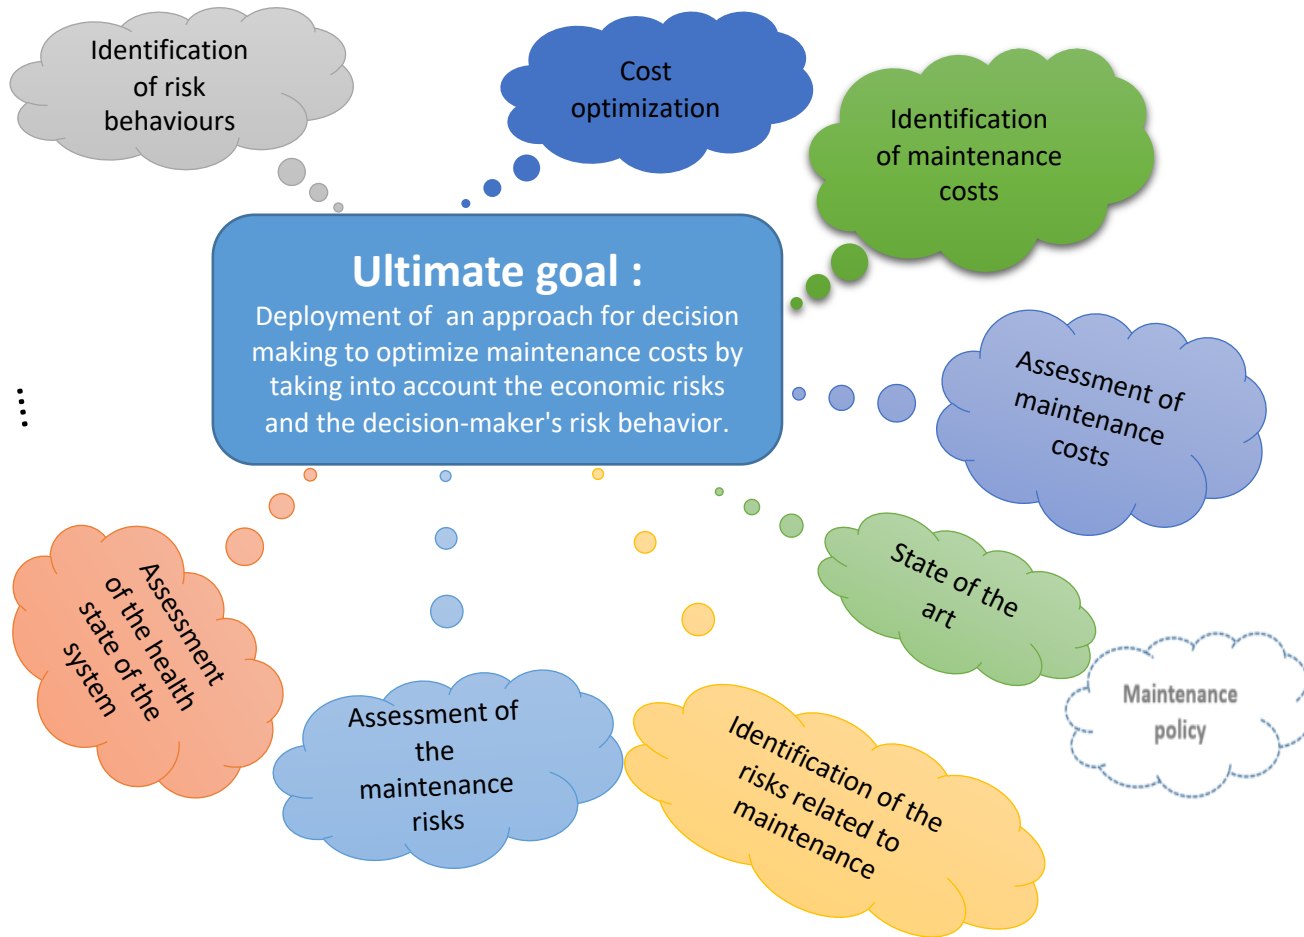 Identification
of risk
behaviours
Cost
optimization
Identification
of maintenance
costs
Ultimate goal :
Deployment of  an approach for decision
making to optimize maintenance costs by
taking into account the economic risks
and the decision-maker's risk behavior.
Assessment of
maintenance
costs
...
State of the
art
Assessment
of the health
state of the
system
Maintenance
policy
Assessment of
the
maintenance
risks
Identification of the
risks related to
maintenance